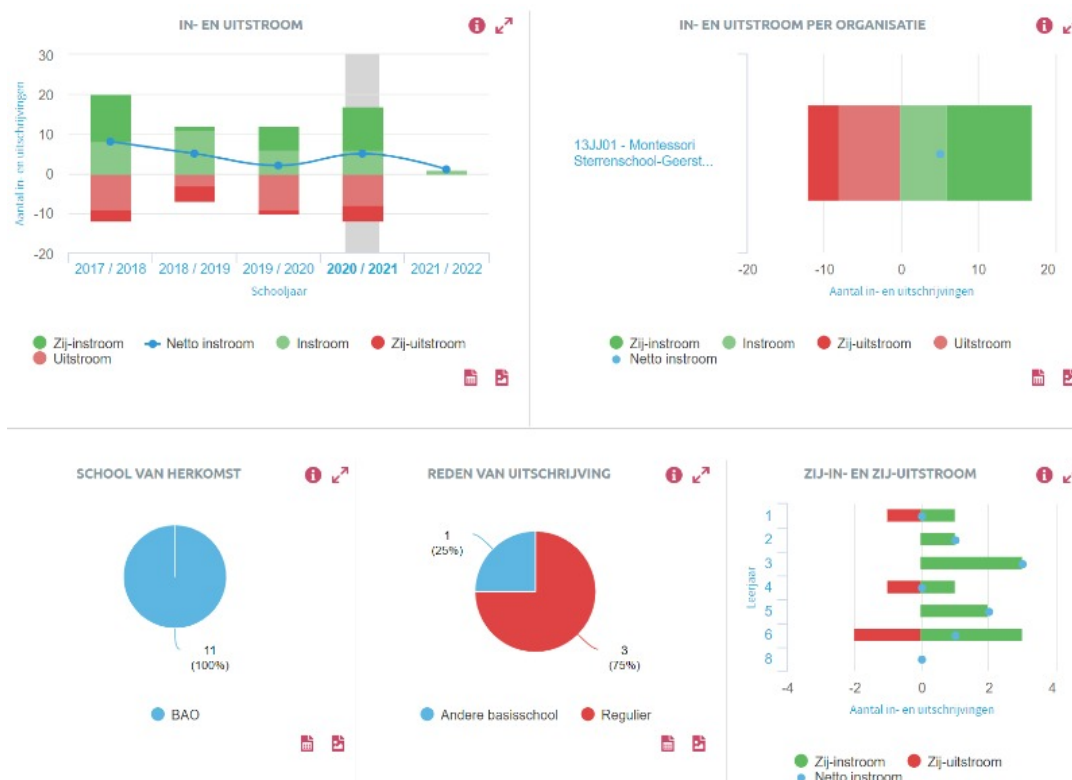 IN- EN UITSTROOM
30
20
10
0
-10
-20
Aantal in- en uitschrijvingen
2017 / 2018 2018 / 2019 2019 / 2020 2020 / 2021 2021 / 2022
Schooljaar
Zij-instroom Netto instroom Instroom Zij-uitstroom
Uitstroom
IN- EN UITSTROOM PER ORGANISATIE
13JJ01 - Montessori
Sterrenschool-Geerst...
-20 -10 0 10 20
Aantal in- en uitschrijvingen
Zij-instroom Instroom Zij-uitstroom Uitstroom
Netto instroom
SCHOOL VAN HERKOMST
11
(100%)
BAO
REDEN VAN UITSCHRIJVING
1
(25%)
3
(75%)
Andere basisschool Regulier
ZIJ-IN- EN ZIJ-UITSTROOM
Leerjaar
1
2
3
4
5
6
8
-4 -2 0 2 4
Aantal in- en uitschrijvingen
Zij-instroom Zij-uitstroom
Netto instroom